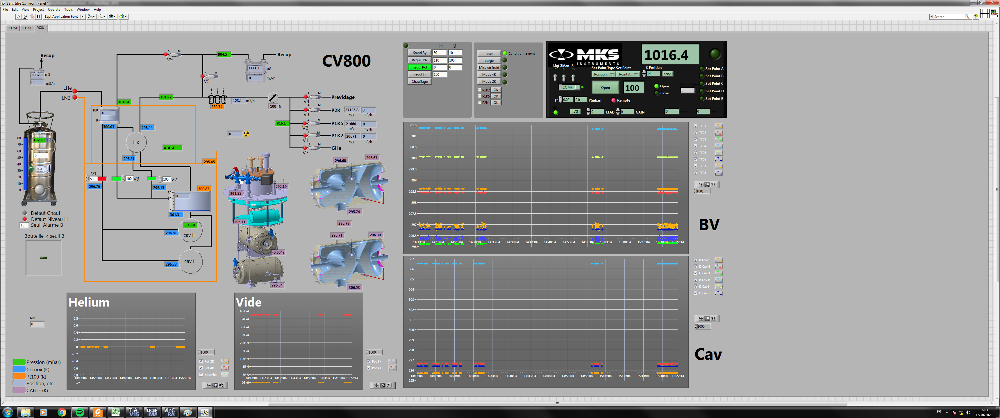 Sans titre 1.vi Front Panel *
File Edit View Project Operate Tools Window Help
15pt Application Font
Search
COM CONF VISU
Recup
3082.6 m3
0 m3/h
LHe
LN2
1020.8
80
70
60
50
40
30
20
10
0
0
Défaut Chauf
Défaut Niveau H
10 Seuil Alarme B
Bouteille < seuil B
test
0
Pression (mBar)
Cernox (K)
Pt100 (K)
Position, etc..
CABTF (K)
A M
V9
904.5
Recup
7771.3 m3
0 m3/h
A M
V5
1010.4
1016.2
289.74
123.1 m3/h
100 %
100
0
0
300.03
298.44
Hx
4.3E-4
298.61
295.45
V1
50
100 V3
100 V2
296.76
296.15
300.82
30
20
0
0
301.3
3.4E-8
cav H
296.81
cav H
296.33
CV800
A M
V4 Previdage
A M
V3 P2K 37135.8 0
m3 m3/h
916.1
A M
V2 P1K5 21660 0
A M
V1 P1K2 20671 0
m3 m3/h
A M
V7 GHe
0
291.55
292.19
296.71
-0.6043
296.54
296.68
296.67
295.74
295.79
295.71
296.39
306.53
Helium
1
0.8
0.6
0.4
0.2
0
-0.2
-0.4
-0.6
-0.8
-1
14:13:04 14:23:04 14:33:04 14:43:04 14:53:04 15:03:04 15:13:04 15:22:14
1000
Pot 2K
Pot 4K
Bouteille
Vide
4.5E-4
4E-4
3.5E-4
3E-4
2.5E-4
2E-4
1.5E-4
1E-4
5E-5
0E+0
14:13:04 14:23:04 14:33:04 14:43:04 14:53:04 15:03:04 15:13:04 15:22:14
1000
Pot 2K
Pot 4K
H B
Stand By 60 10
Regul LN2 110 100
Regul Pot 0 0
Regul JT 100
Chauffage
reset Conditionnement
purge
Mise en froid
Mode 4K
Mode 2K
P1K2 OK
P1K5 OK
P2k OK
MKS
INSTRUMENTS
1016.4
Liq? 2Man S
Set Point Type Set Point
Position Point A
C Position
14 send
COM7
Open
100
Open
Close
0
T° 0.00 0.0 P(mbar)
Remote
first
L/G 0 LEAD 0 GAIN
0 gain 0 lead
Set Point A
Set Point B
Set Point C
Set Point D
Set Point E
301.5
301
300.5
300
299.5
299
298.5
298
297.5
297
296.5
296
14:13:04 14:18:04 14:23:04 14:28:04 14:33:04 14:38:04 14:43:04 14:48:04 14:53:04 14:58:04 15:03:04 15:08:04 15:13:04 15:18:04 15:22:14
TT01
TT02
TT03
TT04
TT05
TT06
TT07
TT08
1001
BV
307
306
305
304
303
302
301
300
299
298
297
296
295
14:13:04 14:18:04 14:23:04 14:28:04 14:33:04 14:38:04 14:43:04 14:48:04 14:53:04 14:58:04 15:03:04 15:08:04 15:13:04 15:18:04 15:22:14
B CavH
D CavH
H CavH
B Cav B
D CavB
H CavB
1000
Cav
TIA
V15
FR
16:03
12/10/2020